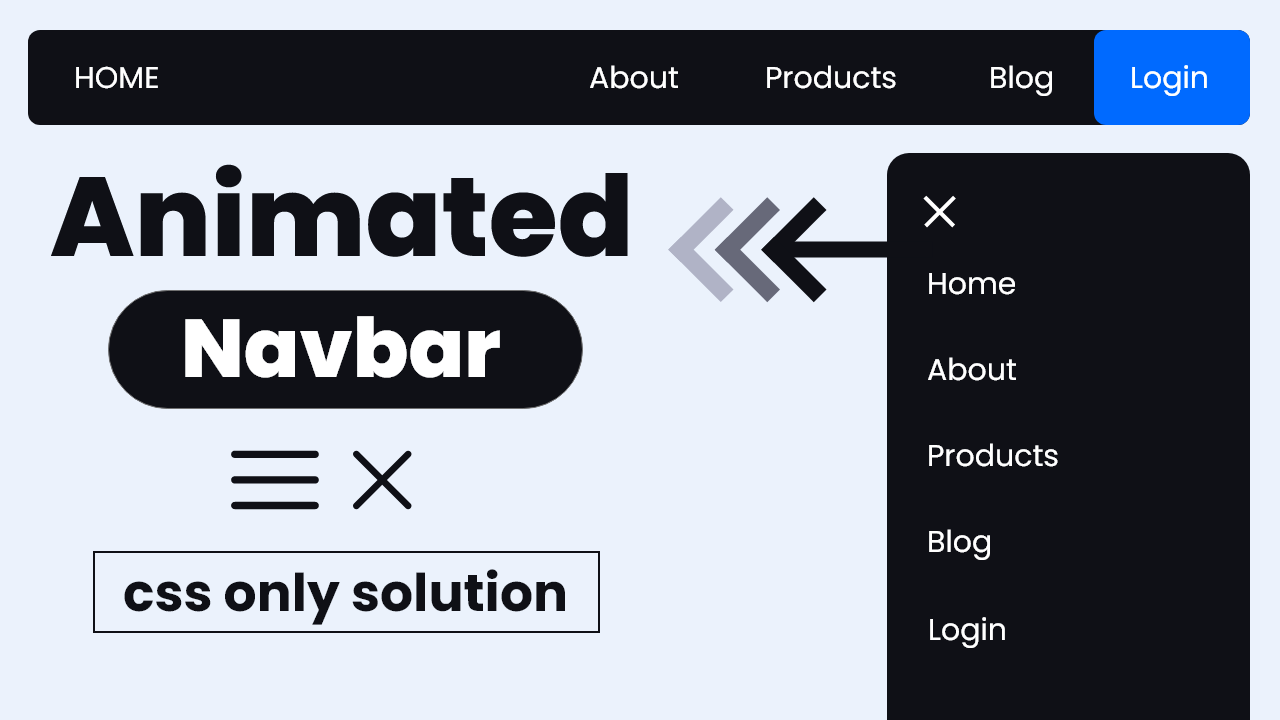 HOME About Products Blog Login
Animated
Navbar
css only solution
Home
About
Products
Blog
Login